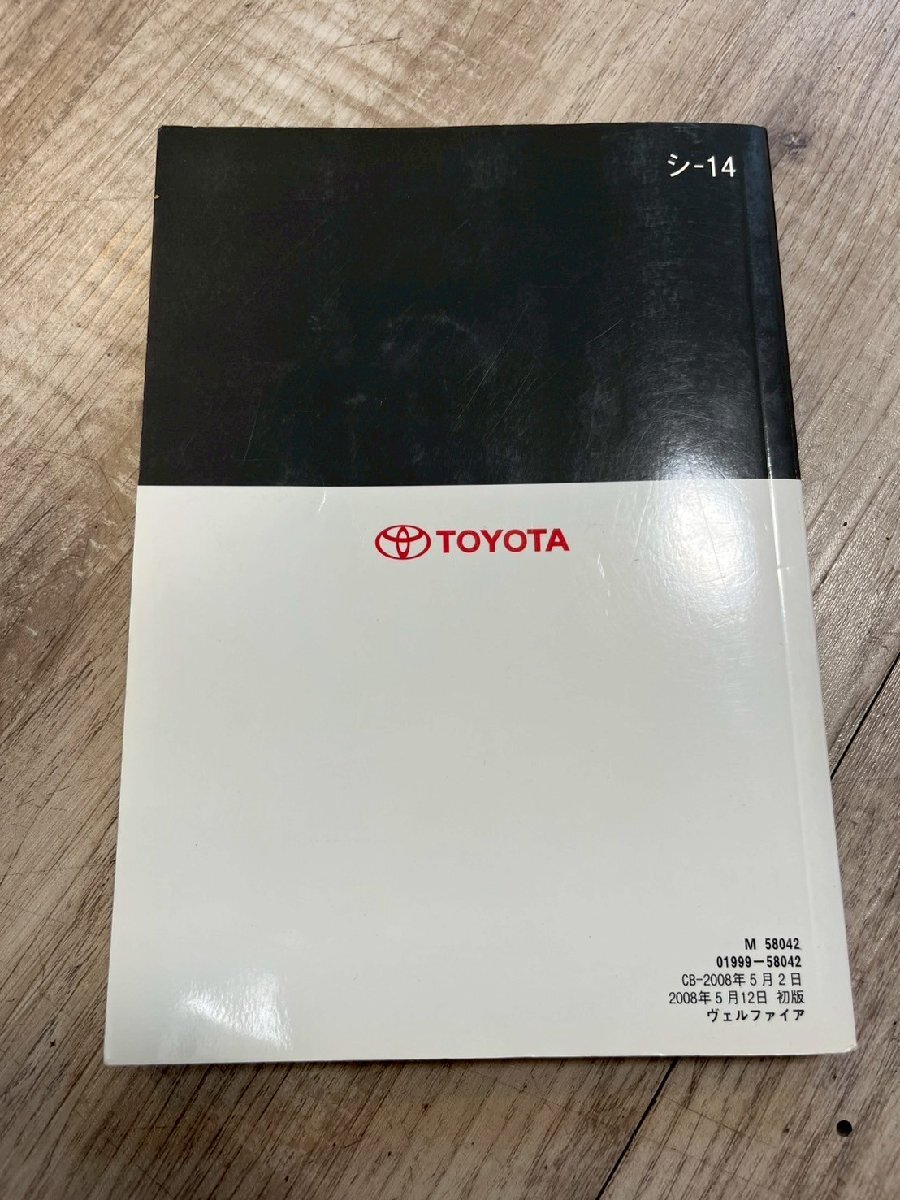 シ-14
TOYOTA
M 58042
01999-58042
CB-2008年5月2日
2008年5月12日 初版
ヴェルファイア